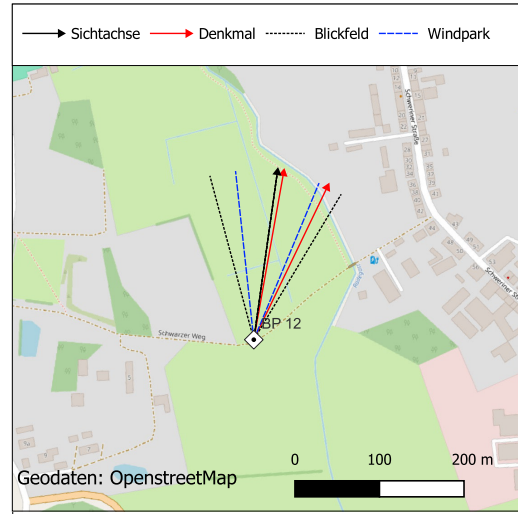 Sichtachse Denkmal Blickfeld Windpark
Schweriner Straße
BP 12
Schwarzer Weg
0 100 200 m
Geodaten: OpenstreetMap